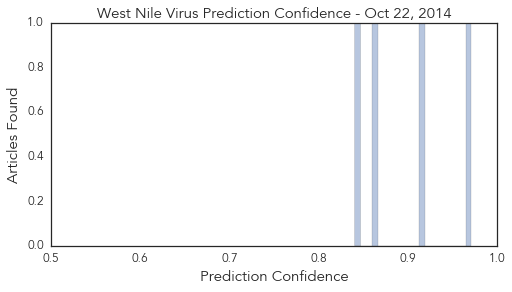 West Nile Virus Prediction Confidence - Oct 22, 2014
1.0
0.8
0.6
0.4
0.2
0.0
Articles Found
0.5 0.6 0.7 0.8 0.9 1.0
Prediction Confidence